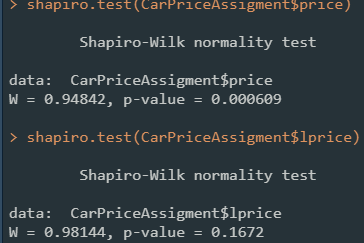 > shapiro.test(CarPriceAssigment$price)
Shapiro-Wilk normality test
data:  CarPriceAssigment$price
W = 0.94842, p-value = 0.000609
> shapiro.test(CarPriceAssigment$lprice)
Shapiro-Wilk normality test
data:  CarPriceAssigment$lprice
W = 0.98144, p-value = 0.1672